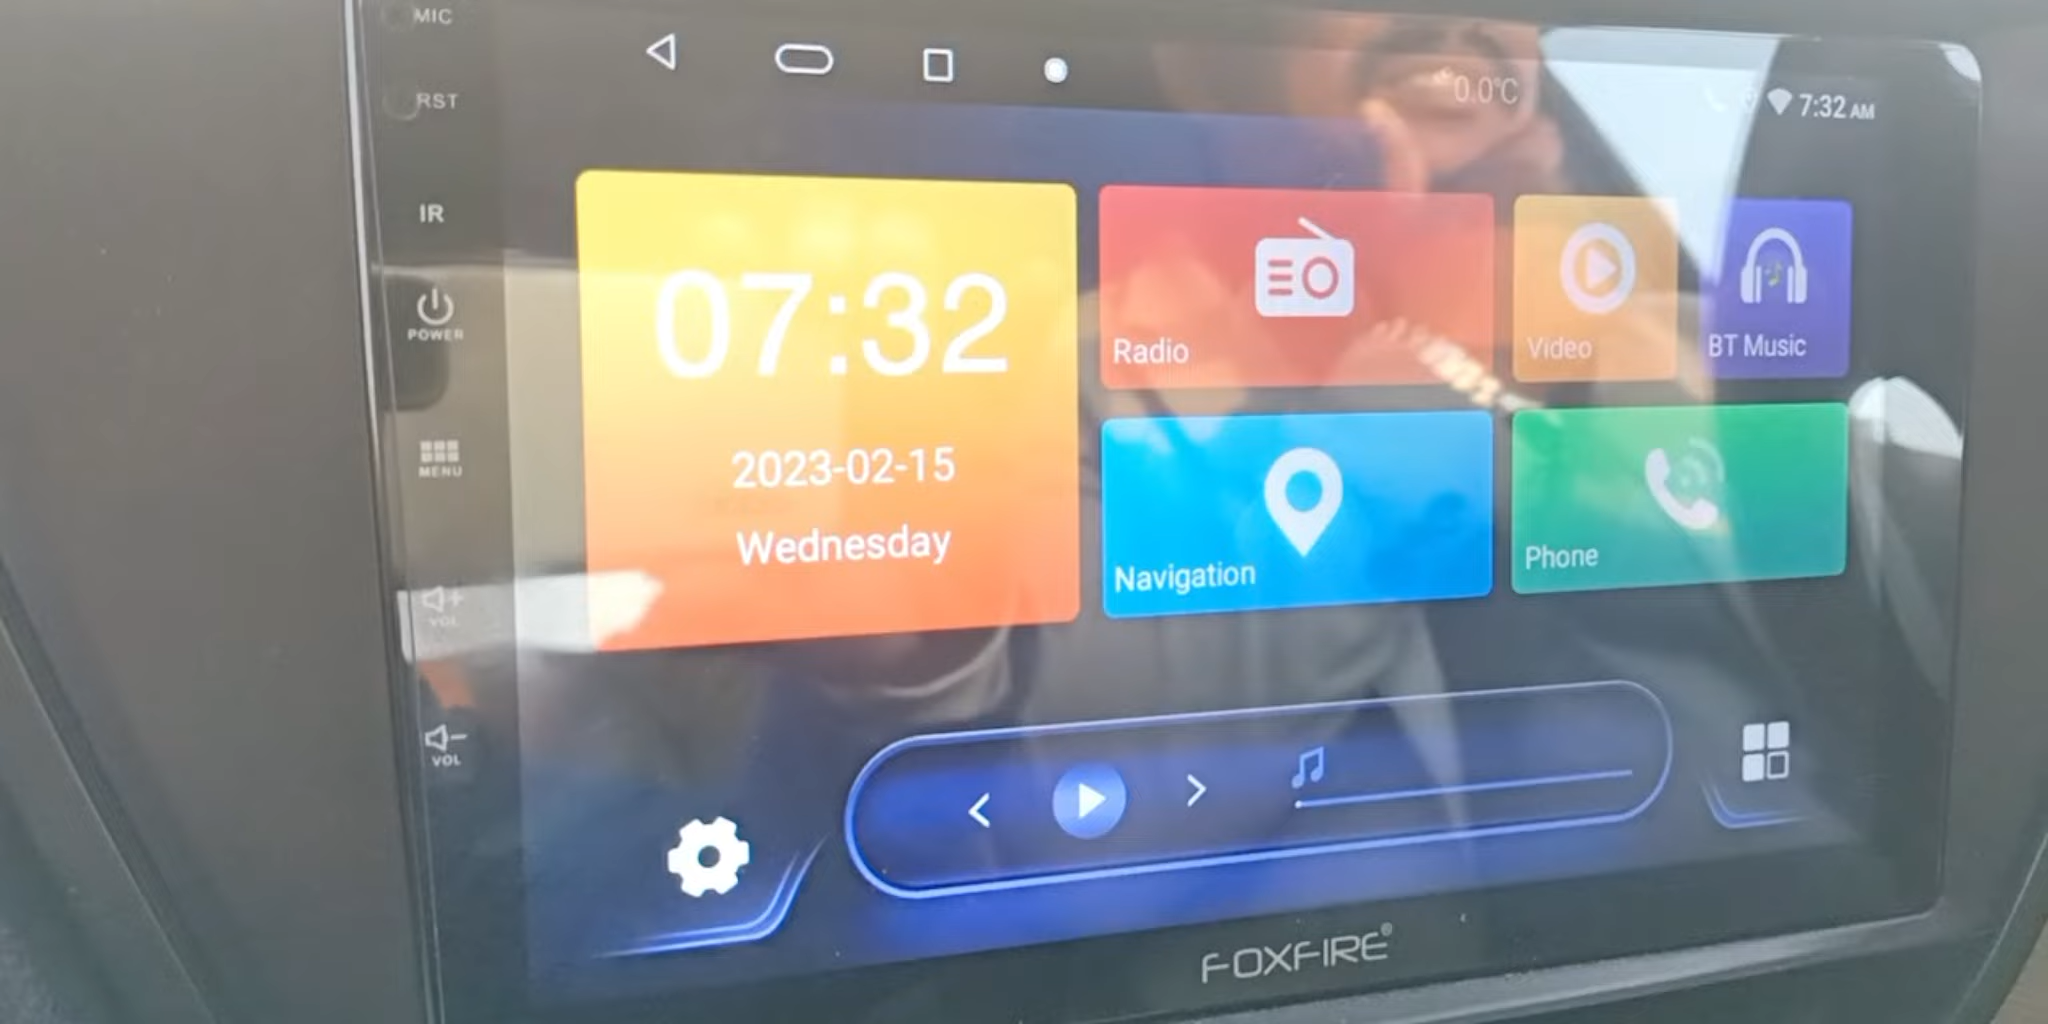 MIC
RST
IR
POWER
MENU
VOL
VOL
0.0°C
7:32 AM
07:32
2023-02-15
Wednesday
Radio
Video
BT Music
Navigation
Phone
FOXFIRE®